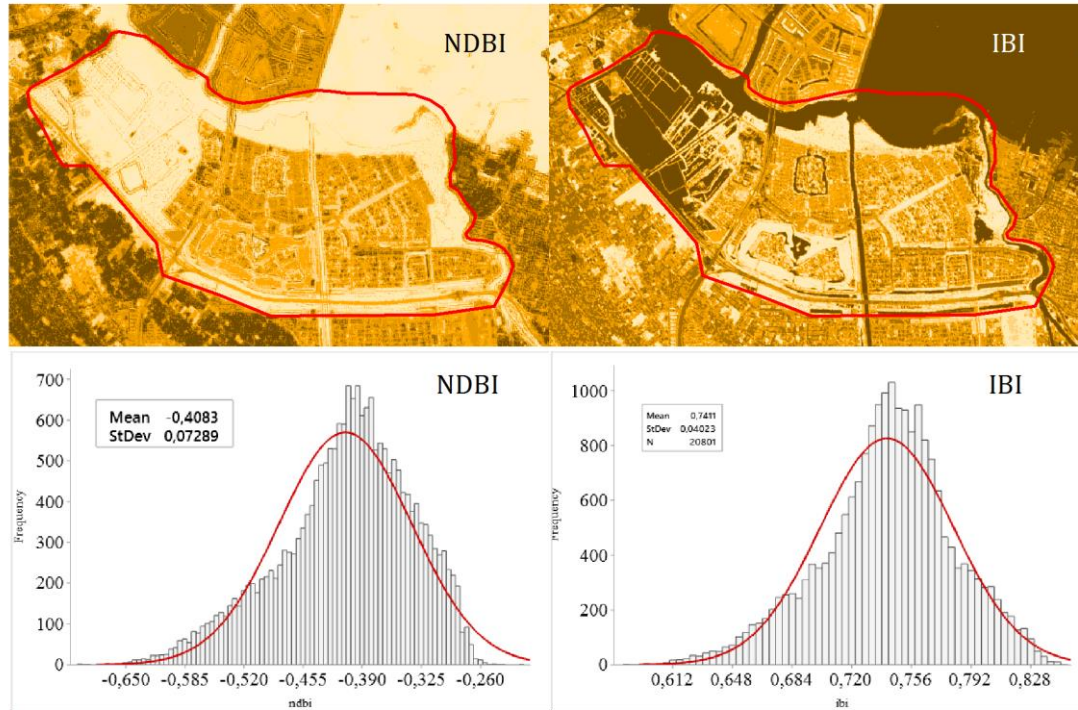 NDBI
IBI
NDBI
Mean -0,4083
StDev 0,07289
Frequency
700
600
500
400
300
200
100
0
-0,650 -0,585 -0,520 -0,455 -0,390 -0,325 -0,260
ndbi
IBI
Mean 0,7411
StDev 0,04023
N 20801
Frequency
1000
800
600
400
200
0
0,612 0,648 0,684 0,720 0,756 0,792 0,828
ibi